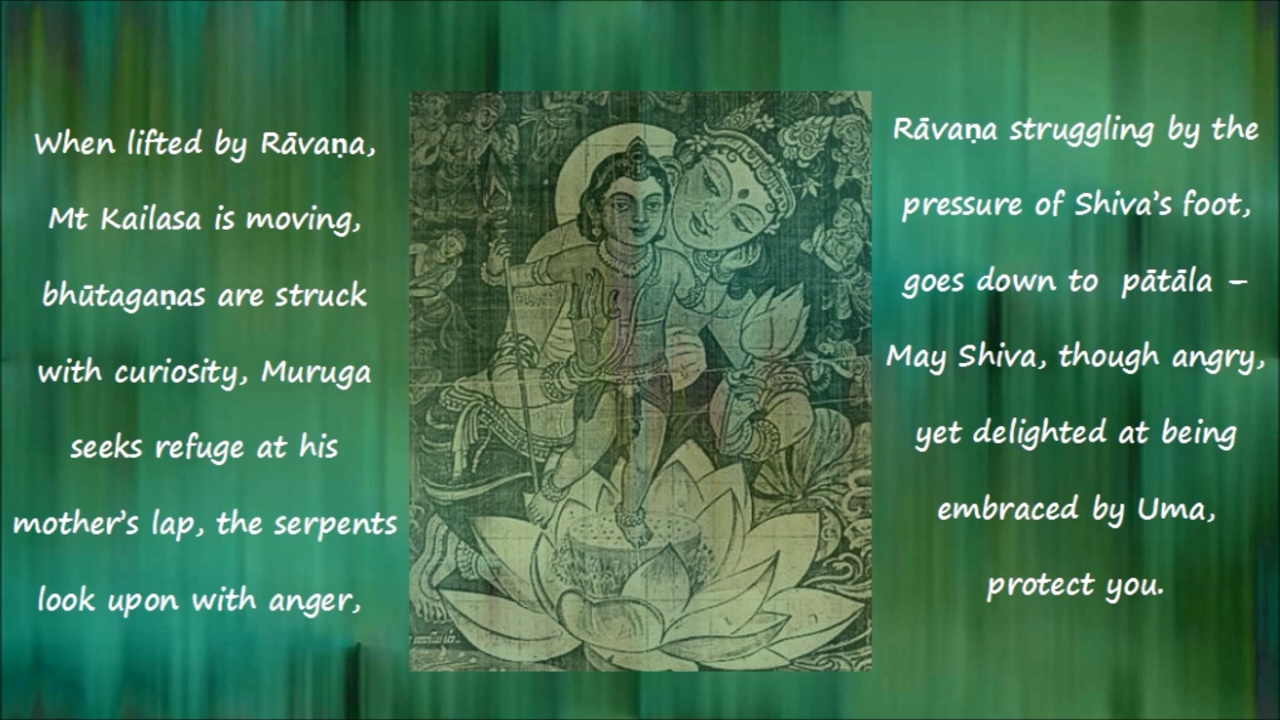 When lifted by Rāvaṇa,
Mt Kailasa is moving,
bhūtagaṇas are struck
with curiosity, Muruga
seeks refuge at his
mother’s lap, the serpents
look upon with anger,
Rāvaṇa struggling by the
pressure of Shiva’s foot,
goes down to  pātāla –
May Shiva, though angry,
yet delighted at being
embraced by Uma,
protect you.